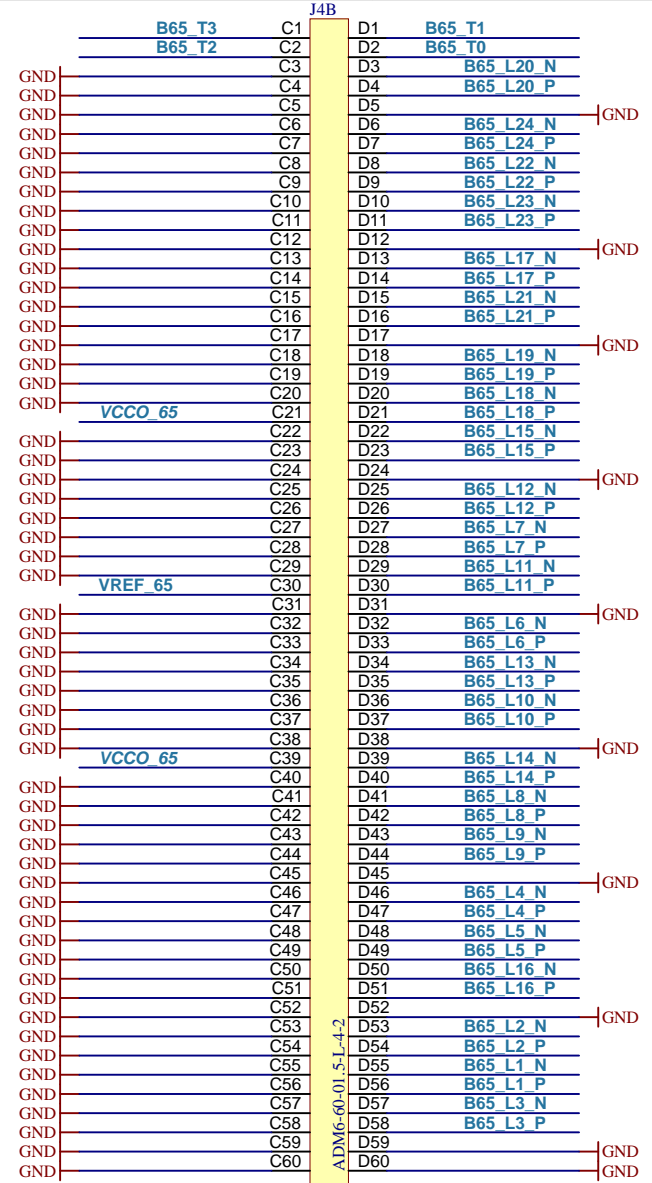 J4B
B65_T3 C1 D1 B65_T1
B65_T2 C2 D2 B65_T0
GND C3 D3 B65_L20_N
GND C4 D4 B65_L20_P
GND C5 D5 GND
GND C6 D6 B65_L24_N
GND C7 D7 B65_L24_P
GND C8 D8 B65_L22_N
GND C9 D9 B65_L22_P
GND C10 D10 B65_L23_N
GND C11 D11 B65_L23_P
GND C12 D12 GND
GND C13 D13 B65_L17_N
GND C14 D14 B65_L17_P
GND C15 D15 B65_L21_N
GND C16 D16 B65_L21_P
GND C17 D17 GND
GND C18 D18 B65_L19_N
GND C19 D19 B65_L19_P
GND C20 D20 B65_L18_N
VCCO_65 C21 D21 B65_L18_P
GND C22 D22 B65_L15_N
GND C23 D23 B65_L15_P
GND C24 D24 GND
GND C25 D25 B65_L12_N
GND C26 D26 B65_L12_P
GND C27 D27 B65_L7_N
GND C28 D28 B65_L7_P
GND C29 D29 B65_L11_N
VREF_65 C30 D30 B65_L11_P
GND C31 D31 GND
GND C32 D32 B65_L6_N
GND C33 D33 B65_L6_P
GND C34 D34 B65_L13_N
GND C35 D35 B65_L13_P
GND C36 D36 B65_L10_N
GND C37 D37 B65_L10_P
GND C38 D38 GND
VCCO_65 C39 D39 B65_L14_N
GND C40 D40 B65_L14_P
GND C41 D41 B65_L8_N
GND C42 D42 B65_L8_P
GND C43 D43 B65_L9_N
GND C44 D44 B65_L9_P
GND C45 D45 GND
GND C46 D46 B65_L4_N
GND C47 D47 B65_L4_P
GND C48 D48 B65_L5_N
GND C49 D49 B65_L5_P
GND C50 D50 B65_L16_N
GND C51 D51 B65_L16_P
GND C52 D52 GND
GND C53 D53 B65_L2_N
GND C54 D54 B65_L2_P
GND C55 D55 B65_L1_N
GND C56 D56 B65_L1_P
GND C57 D57 B65_L3_N
GND C58 D58 B65_L3_P
GND C59 D59 GND
GND C60 D60 GND
ADM6-60-01.5-L-4-2